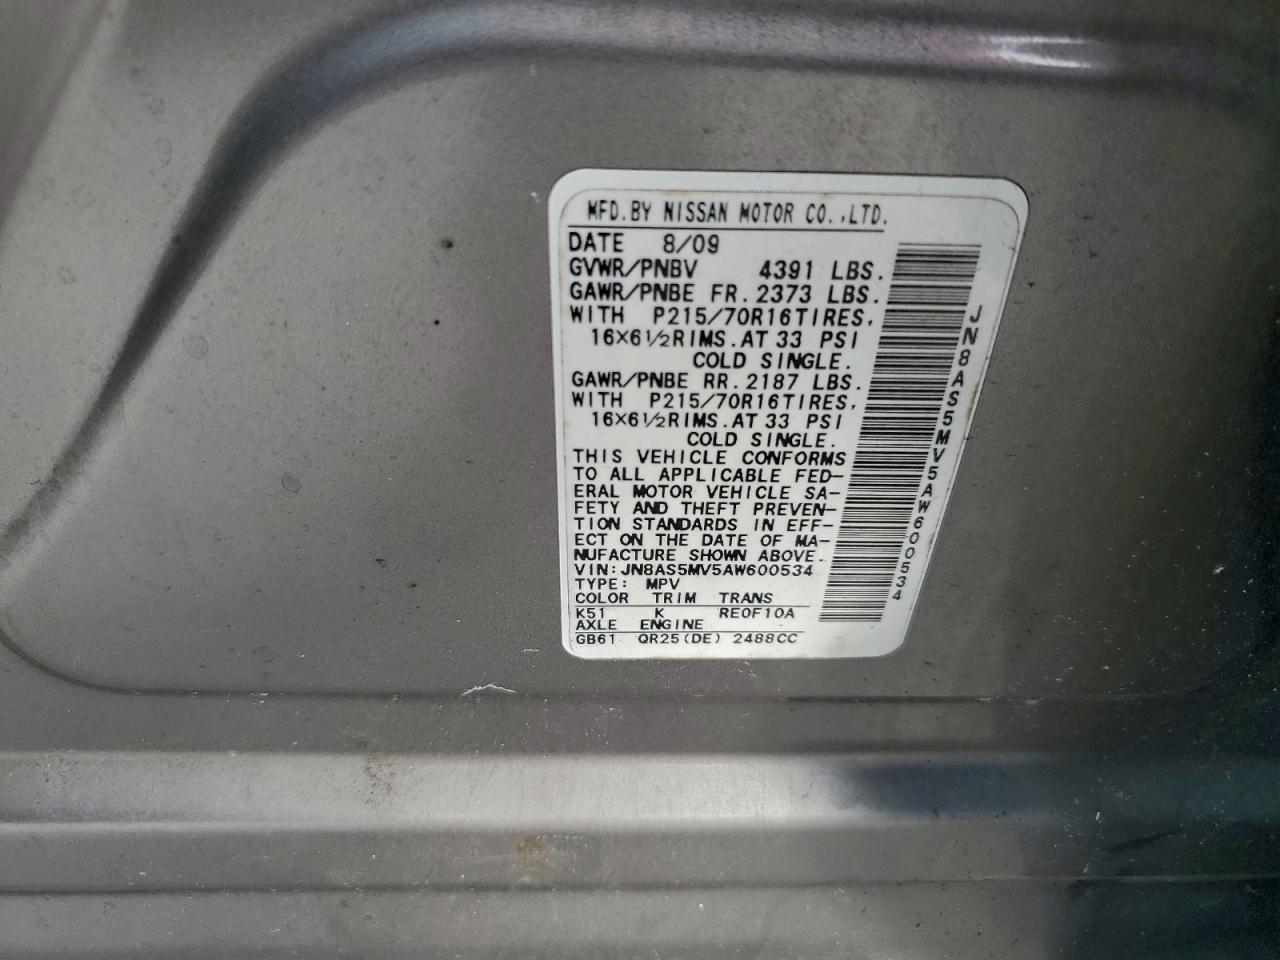 MFD.BY NISSAN MOTOR CO.,LTD.
DATE 8/09
GVWR/PNBV 4391 LBS.
GAWR/PNBE FR. 2373 LBS.
WITH P215/70R16TIRES,
16×6½RIMS.AT 33 PSI
COLD SINGLE.
GAWR/PNBE RR. 2187 LBS.
WITH P215/70R16TIRES,
16×6½RIMS.AT 33 PSI
COLD SINGLE.
THIS VEHICLE CONFORMS
TO ALL APPLICABLE FED-
ERAL MOTOR VEHICLE SA-
FETY AND THEFT PREVEN-
TION STANDARDS IN EFF-
ECT ON THE DATE OF MA-
NUFACTURE SHOWN ABOVE.
VIN:JN8AS5MV5AW600534
TYPE: MPV
COLOR TRIM TRANS
K51 K RE0F10A
AXLE ENGINE
GB61 QR25(DE) 2488CC
JN8AS5MV5AW600534